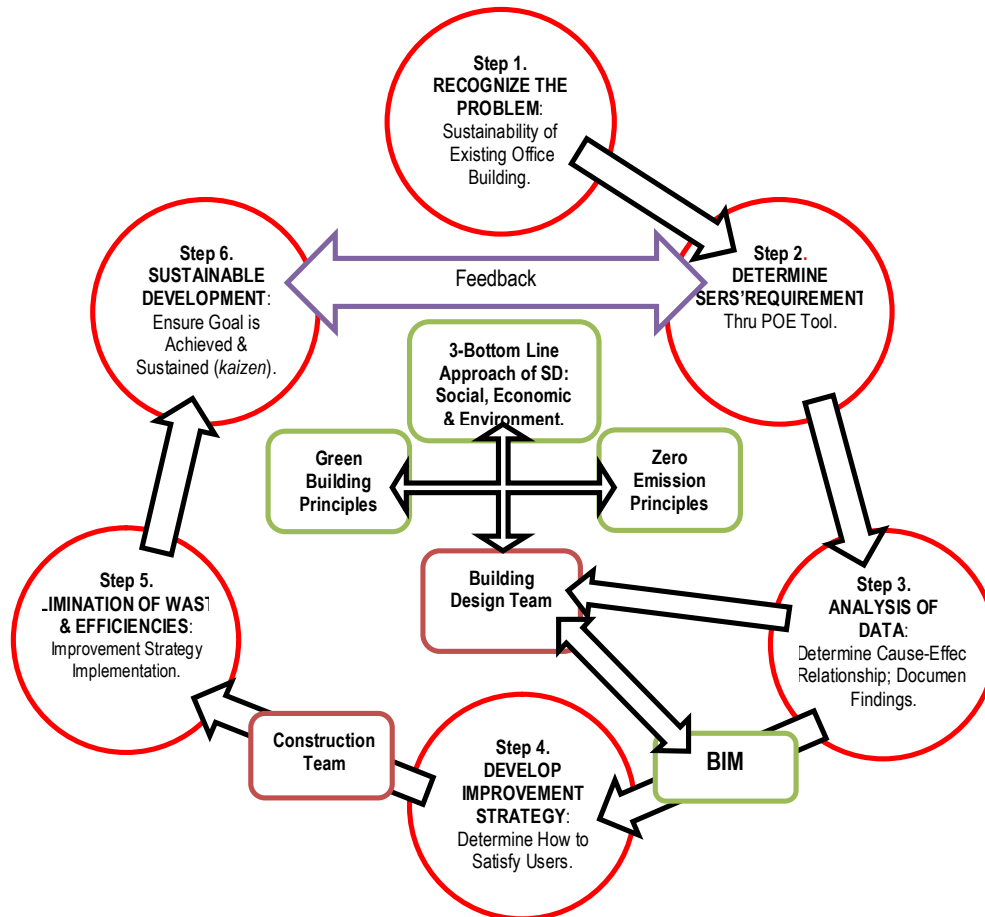 Step 1.
RECOGNIZE THE
PROBLEM:
Sustainability of
Existing Office
Building.
Step 6.
SUSTAINABLE
DEVELOPMENT:
Ensure Goal is
Achieved &
Sustained (kaizen).
Feedback
Step 2.
DETERMINE
SERS'REQUIREMENT
Thru POE Tool.
3-Bottom Line
Approach of SD:
Social, Economic
& Environment.
Green
Building
Principles
Zero
Emission
Principles
Building
Design Team
Step 3.
ANALYSIS OF
DATA:
Determine Cause-Effec
Relationship; Documen
Findings.
Step 5.
LIMINATION OF WAST
& EFFICIENCIES:
Improvement Strategy
Implementation.
Construction
Team
BIM
Step 4.
DEVELOP
IMPROVEMENT
STRATEGY:
Determine How to
Satisfy Users.